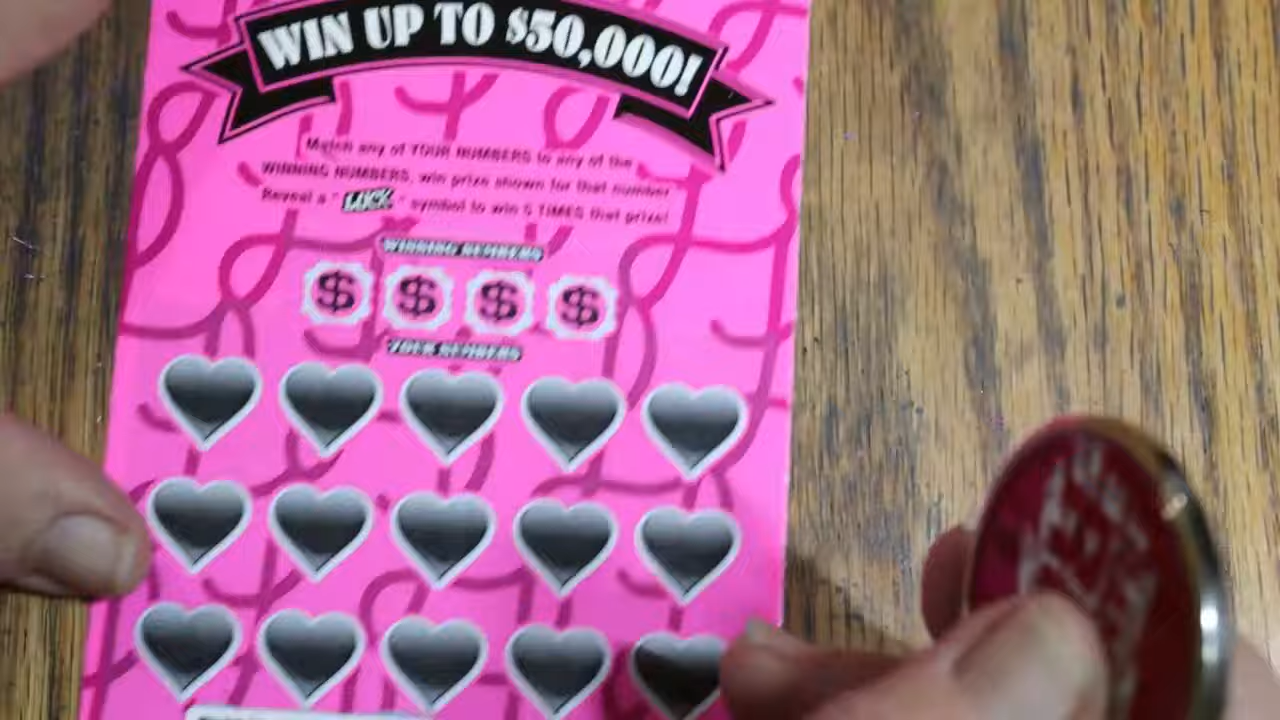 WIN UP TO $50,000!
Match any of YOUR NUMBERS to any of the
WINNING NUMBERS, win prize shown for that number.
Reveal a "LUCK" symbol to win 5 TIMES that prize!
WINNING NUMBERS
$ $ $ $
YOUR NUMBERS